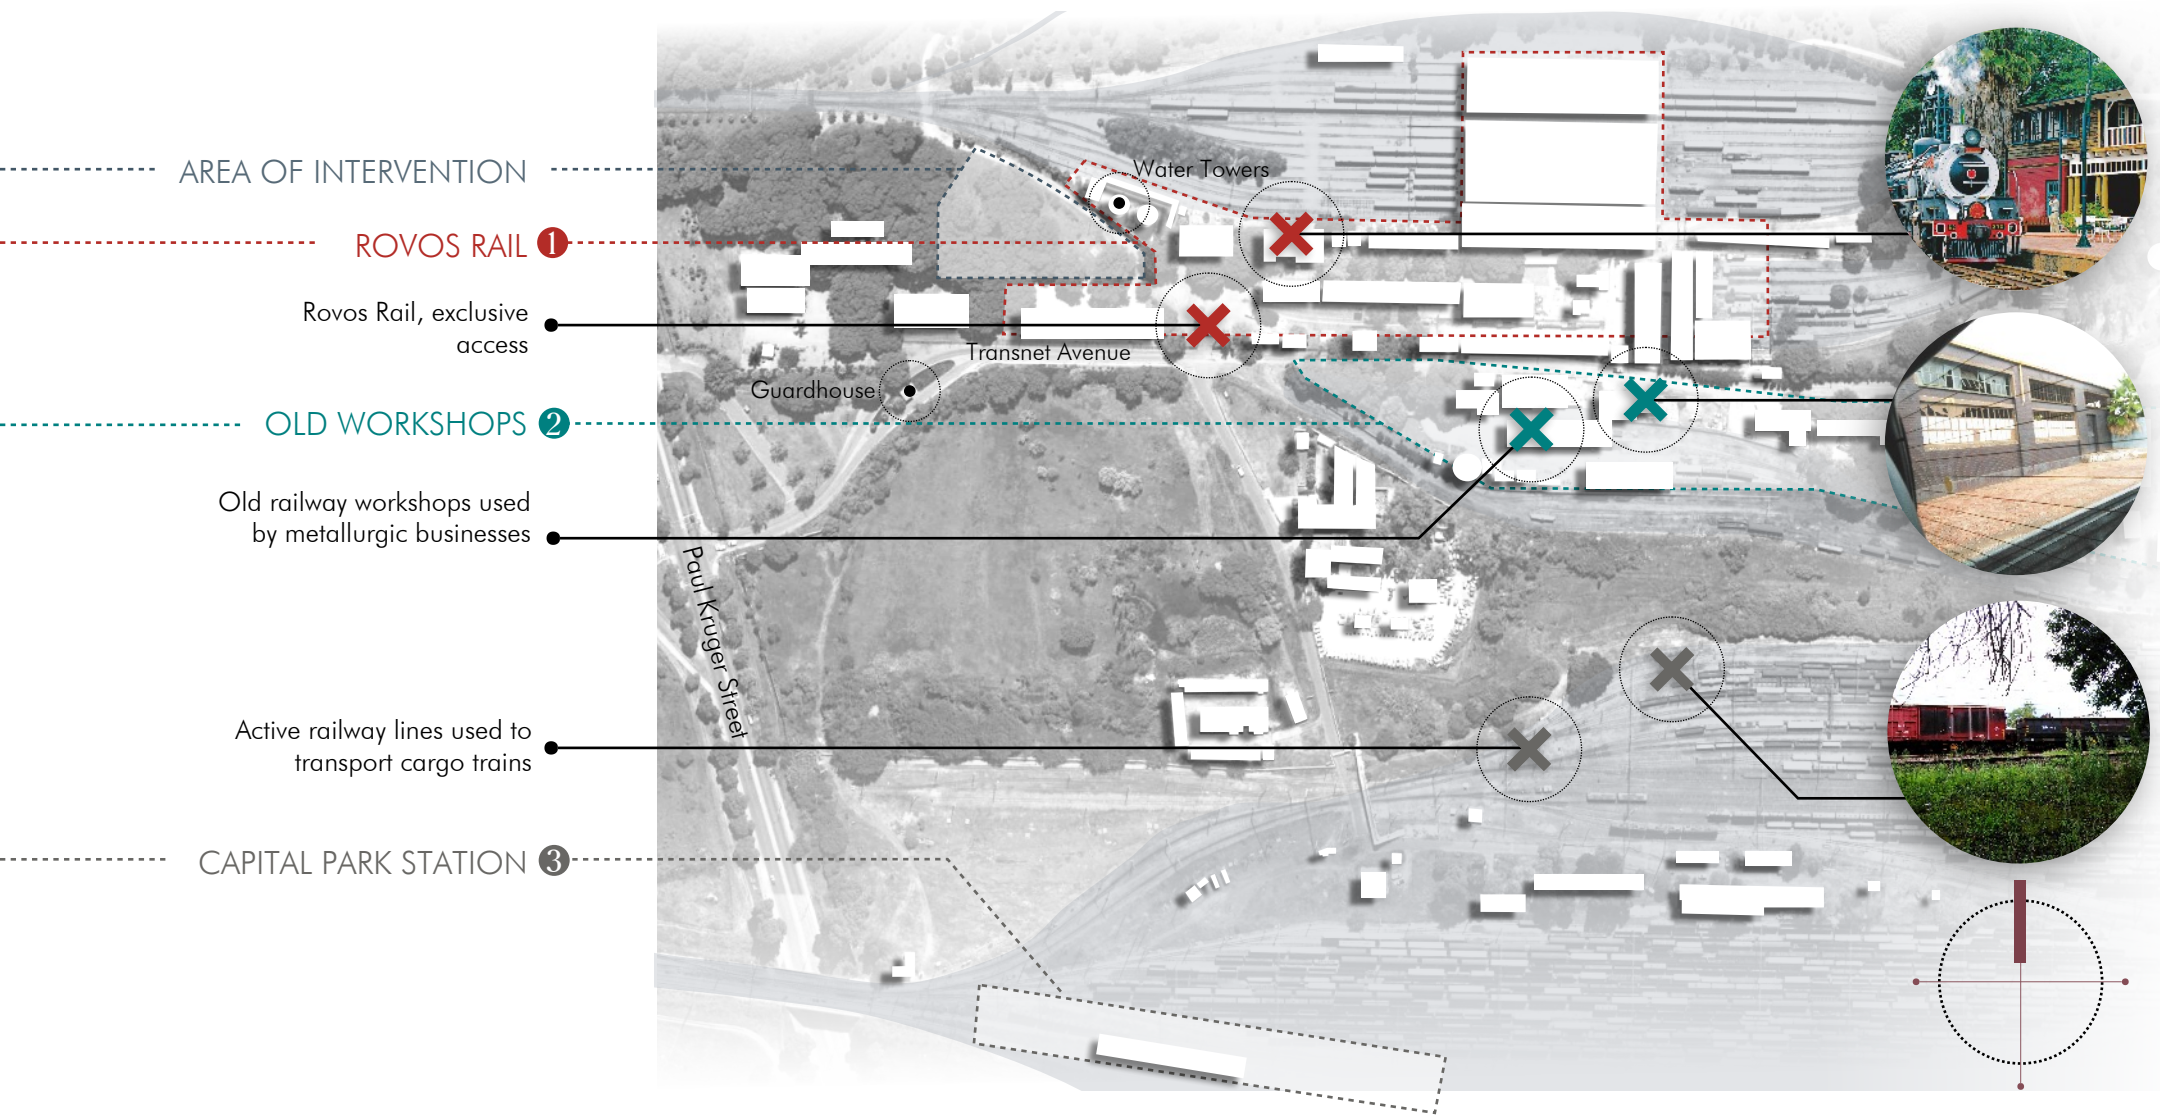 AREA OF INTERVENTION
Water Towers
ROVOS RAIL 1
Rovos Rail, exclusive
access
Transnet Avenue
Guardhouse
OLD WORKSHOPS 2
Old railway workshops used
by metallurgic businesses
Paul Kruger Street
Active railway lines used to
transport cargo trains
CAPITAL PARK STATION 3